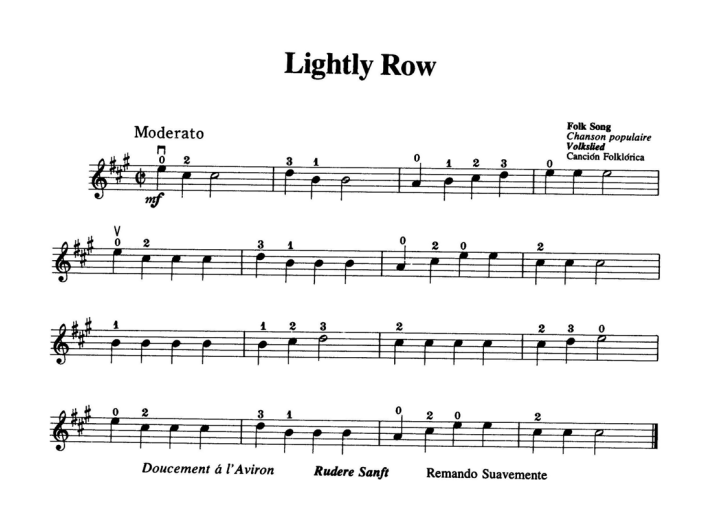 Lightly Row
Moderato
Folk Song
Chanson populaire
Volkslied
Canción Folklórica
0 2 3 1 0 1 2 3 0
mf
0 2 3 1 0 2 0 2
1 1 2 3 2 2 3 0
0 2 3 1 0 2 0 2
Doucement á l'Aviron Rudere Sanft Remando Suavemente